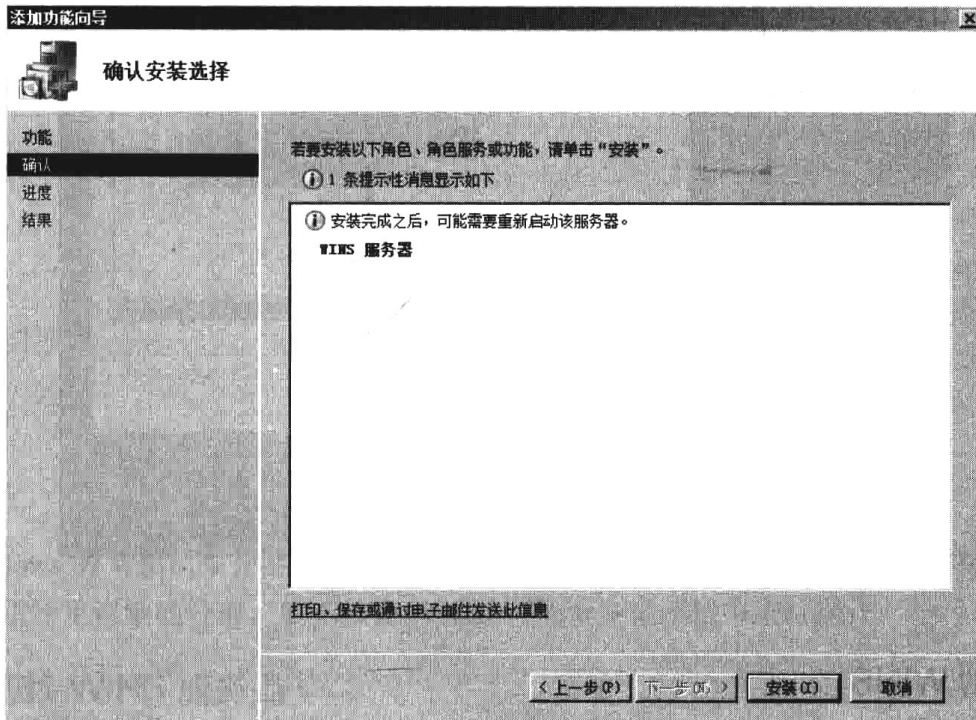 添加功能向导
确认安装选择
功能
确认
进度
结果
若要安装以下角色、角色服务或功能，请单击“安装”。
1 条提示性消息显示如下
安装完成之后，可能需要重新启动该服务器。
WINS 服务器
打印、保存或通过电子邮件发送此信息
< 上一步(P)
下一步(N) >
安装(I)
取消